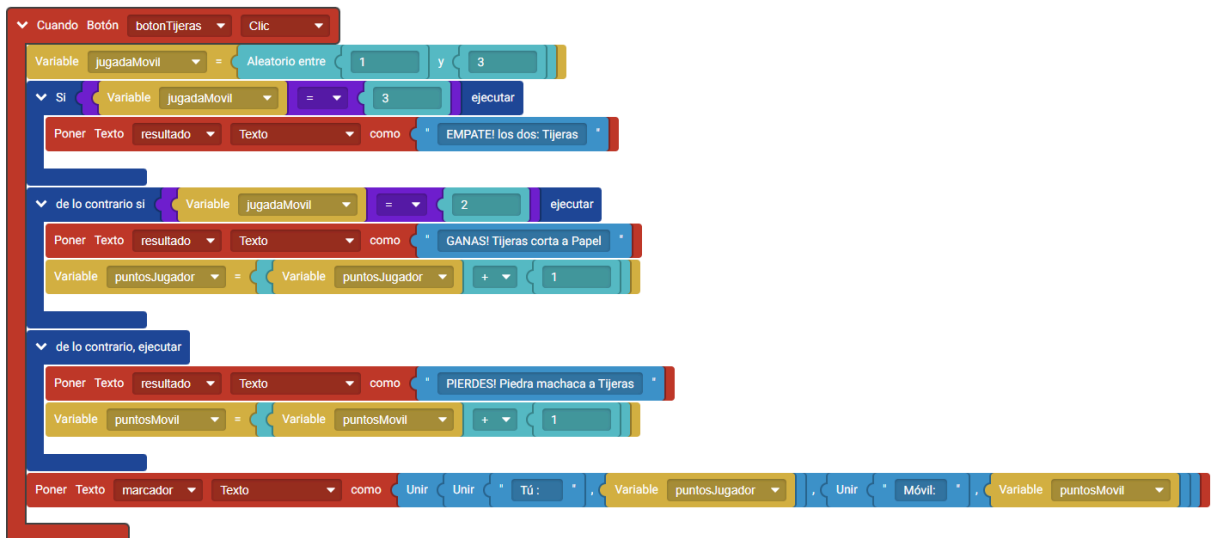 Cuando Botón botonTijeras Clic
Variable jugadaMovil = Aleatorio entre 1 y 3
Si Variable jugadaMovil = 3 ejecutar
Poner Texto resultado Texto como " EMPATE! los dos: Tijeras "
de lo contrario si Variable jugadaMovil = 2 ejecutar
Poner Texto resultado Texto como " GANAS! Tijeras corta a Papel "
Variable puntosJugador = Variable puntosJugador + 1
de lo contrario, ejecutar
Poner Texto resultado Texto como " PIERDES! Piedra machaca a Tijeras "
Variable puntosMovil = Variable puntosMovil + 1
Poner Texto marcador Texto como Unir Unir " Tú : " , Variable puntosJugador , Unir " Móvil: " , Variable puntosMovil